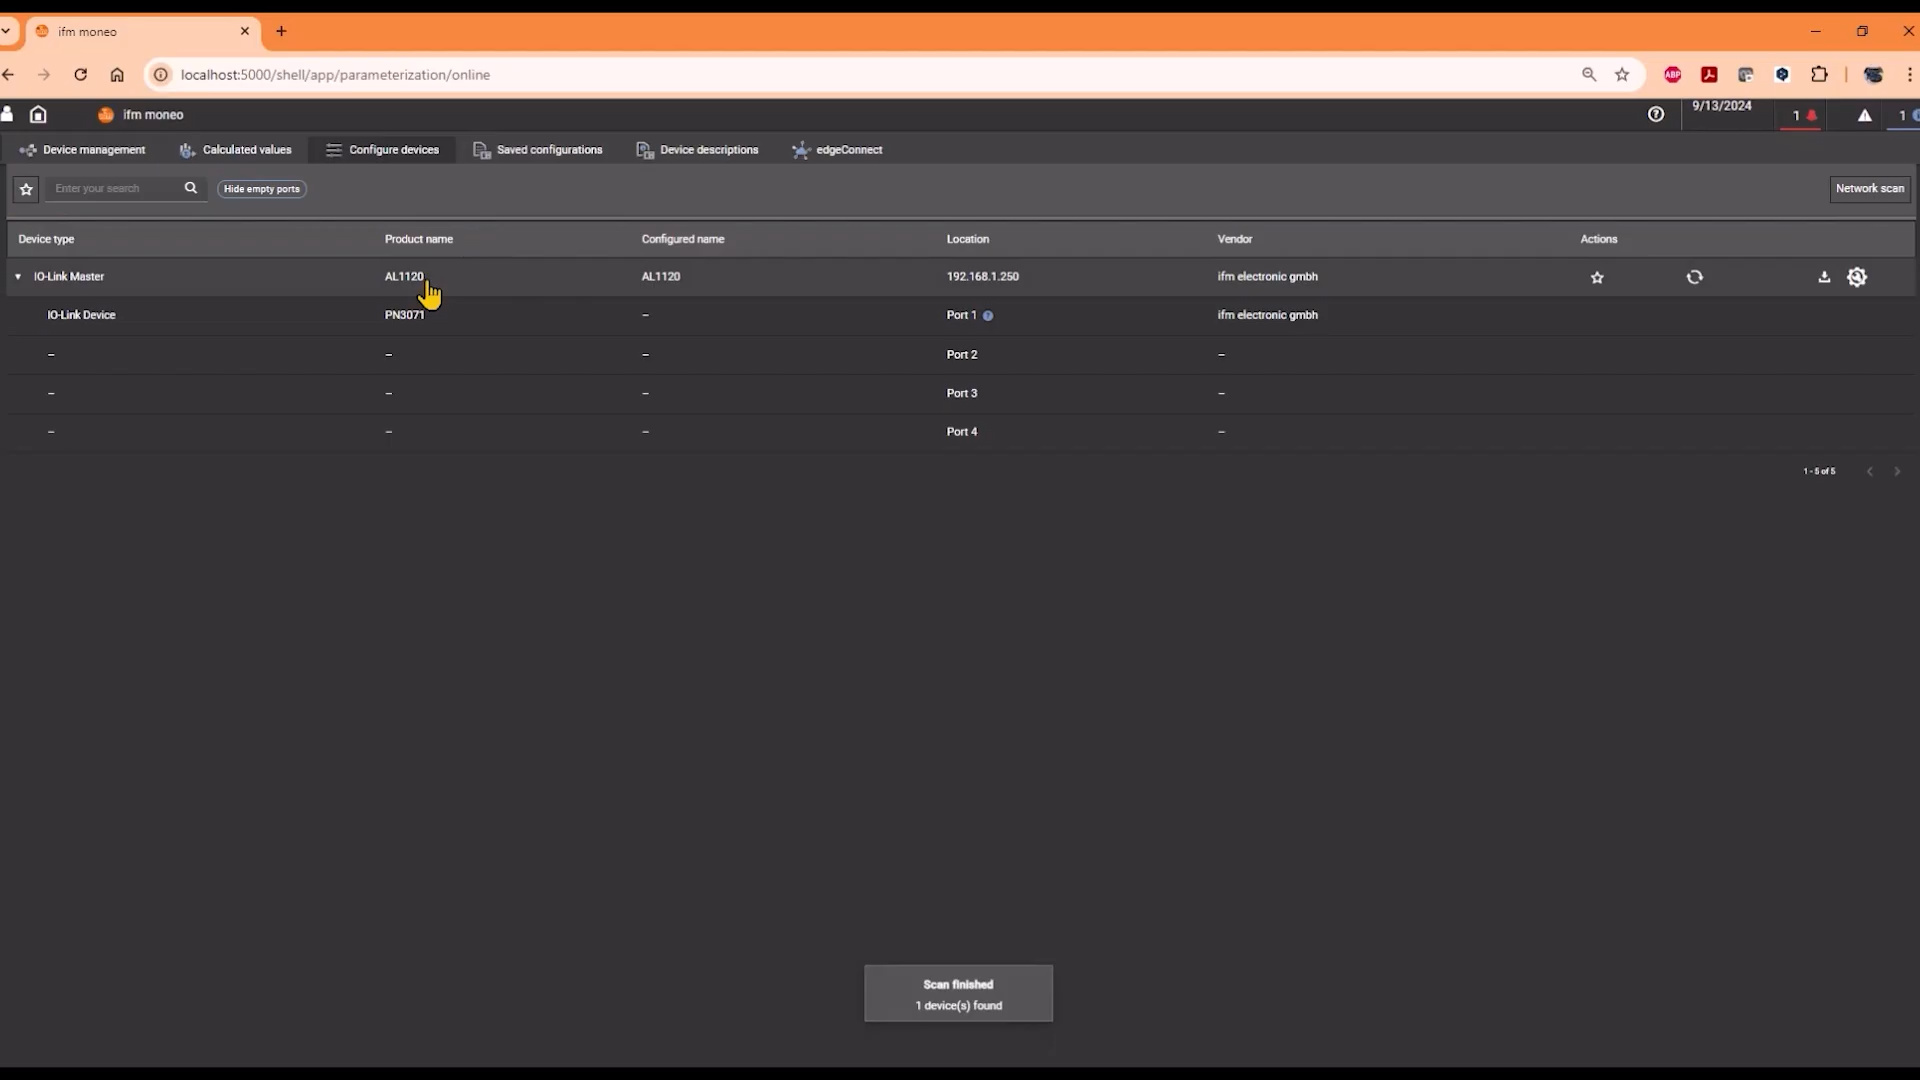 ifm moneo
localhost:5000/shell/app/parameterization/online
ABP
ifm moneo
9/13/2024
1
1
Device management
Calculated values
Configure devices
Saved configurations
Device descriptions
edgeConnect
Enter your search
Hide empty ports
Network scan
Device type Product name Configured name Location Vendor Actions
IO-Link Master AL1120 AL1120 192.168.1.250 ifm electronic gmbh
IO-Link Device PN3071 – Port 1 ifm electronic gmbh
– – – Port 2 –
– – – Port 3 –
– – – Port 4 –
1 - 5 of 5
Scan finished
1 device(s) found